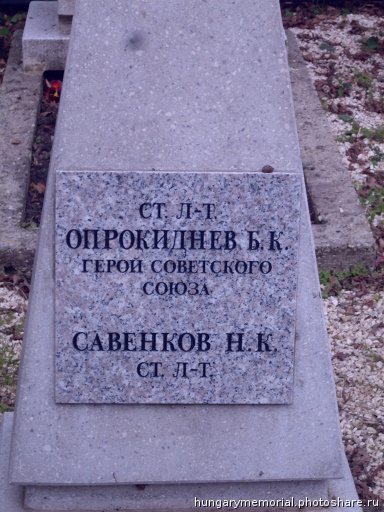 СТ. Л-Т.
ОПРОКИДНЕВ Б.К.
ГЕРОЙ СОВЕТСКОГО
СОЮЗА
САВЕНКОВ Н.К.
СТ. Л-Т.
hungarymemorial.photoshare.ru